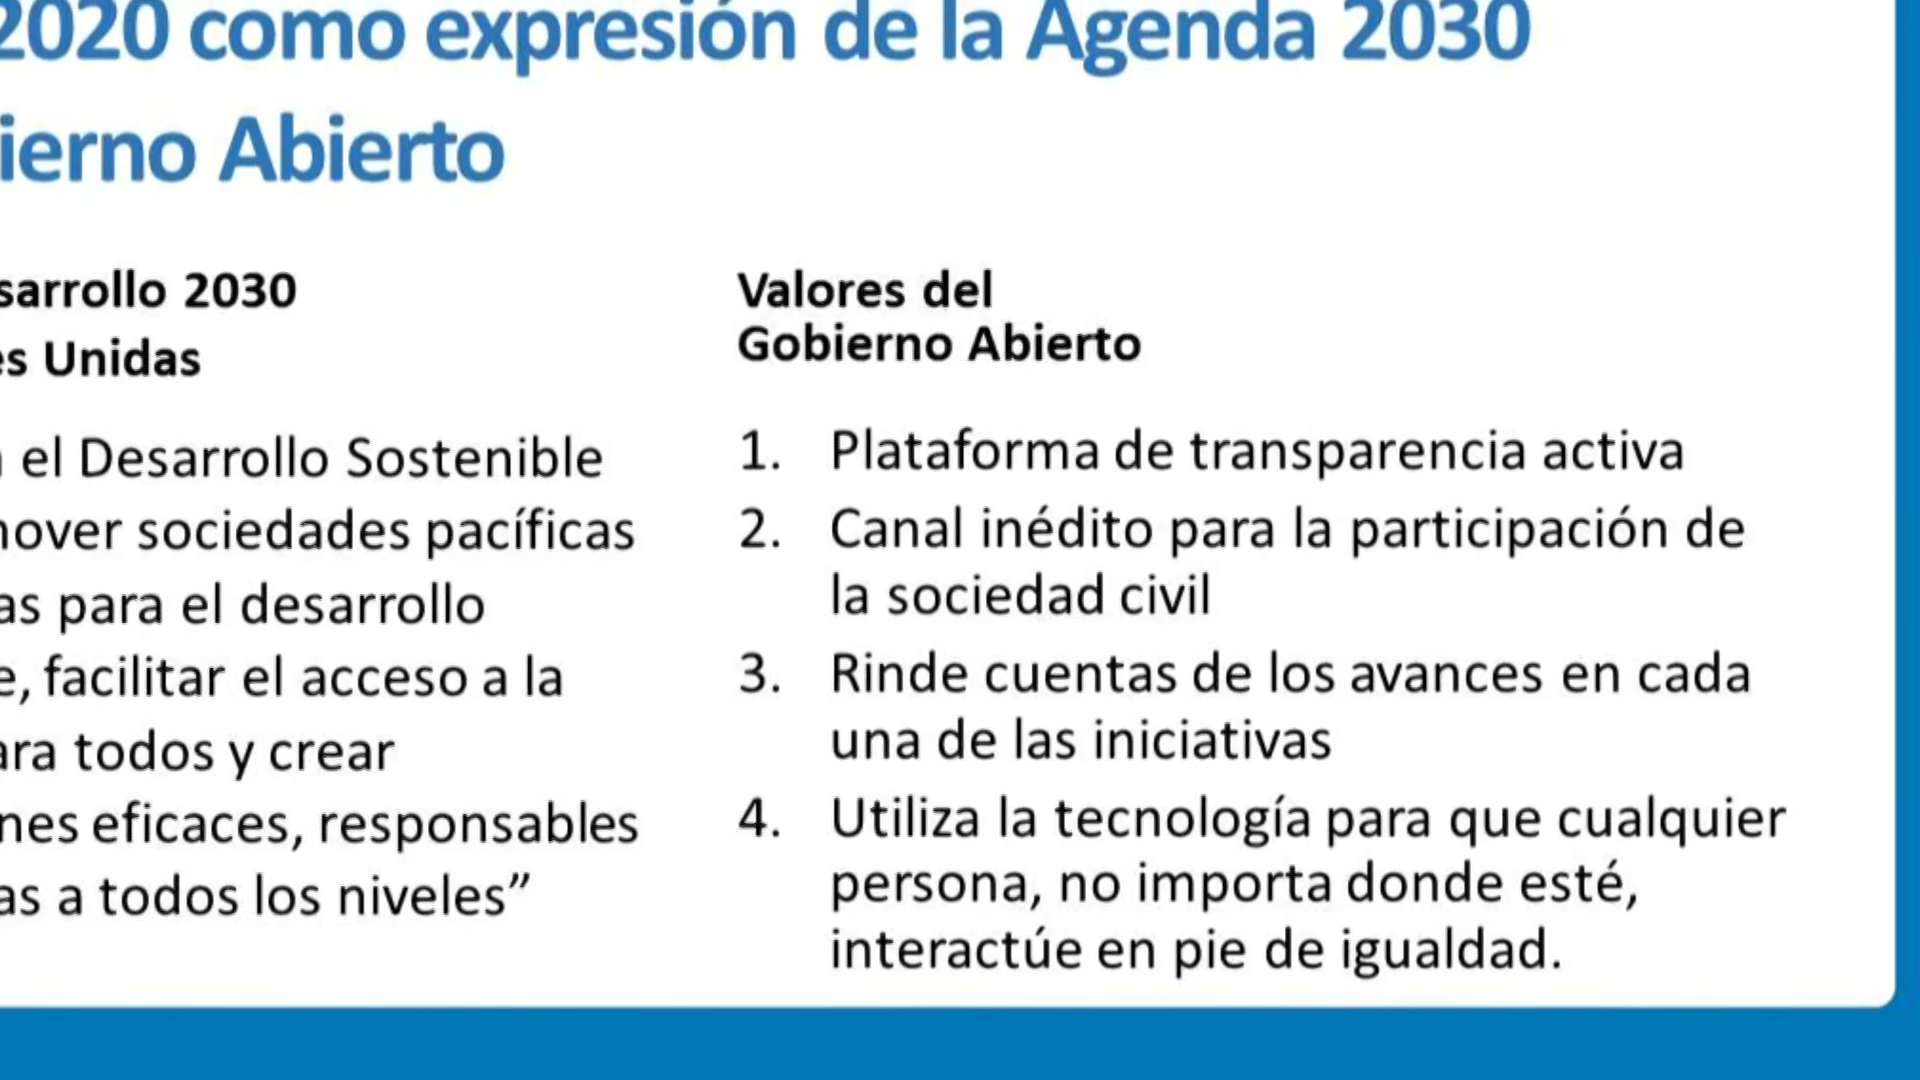 2020 como expresión de la Agenda 2030
ierno Abierto
sarrollo 2030
es Unidas
el Desarrollo Sostenible
nover sociedades pacíficas
as para el desarrollo
e, facilitar el acceso a la
ara todos y crear
nes eficaces, responsables
as a todos los niveles”
Valores del
Gobierno Abierto
1. Plataforma de transparencia activa
2. Canal inédito para la participación de
la sociedad civil
3. Rinde cuentas de los avances en cada
una de las iniciativas
4. Utiliza la tecnología para que cualquier
persona, no importa donde esté,
interactúe en pie de igualdad.